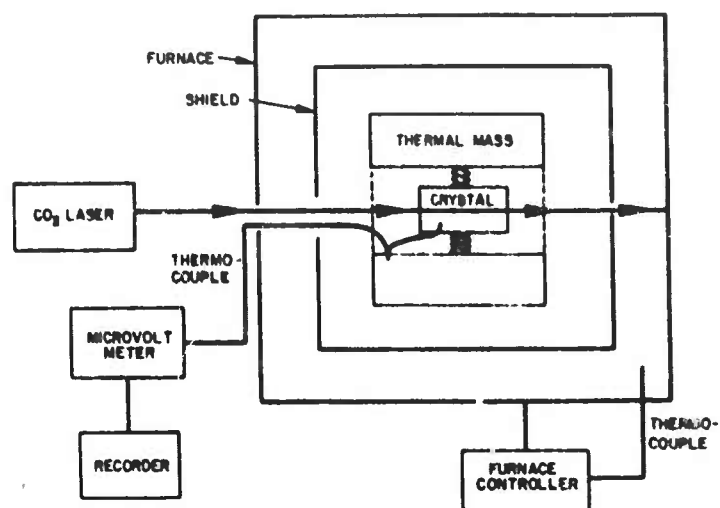 FURNACE
SHIELD
THERMAL MASS
CRYSTAL
CO₂ LASER
THERMO-
COUPLE
MICROVOLT
METER
RECORDER
THERMO-
COUPLE
FURNACE
CONTROLLER